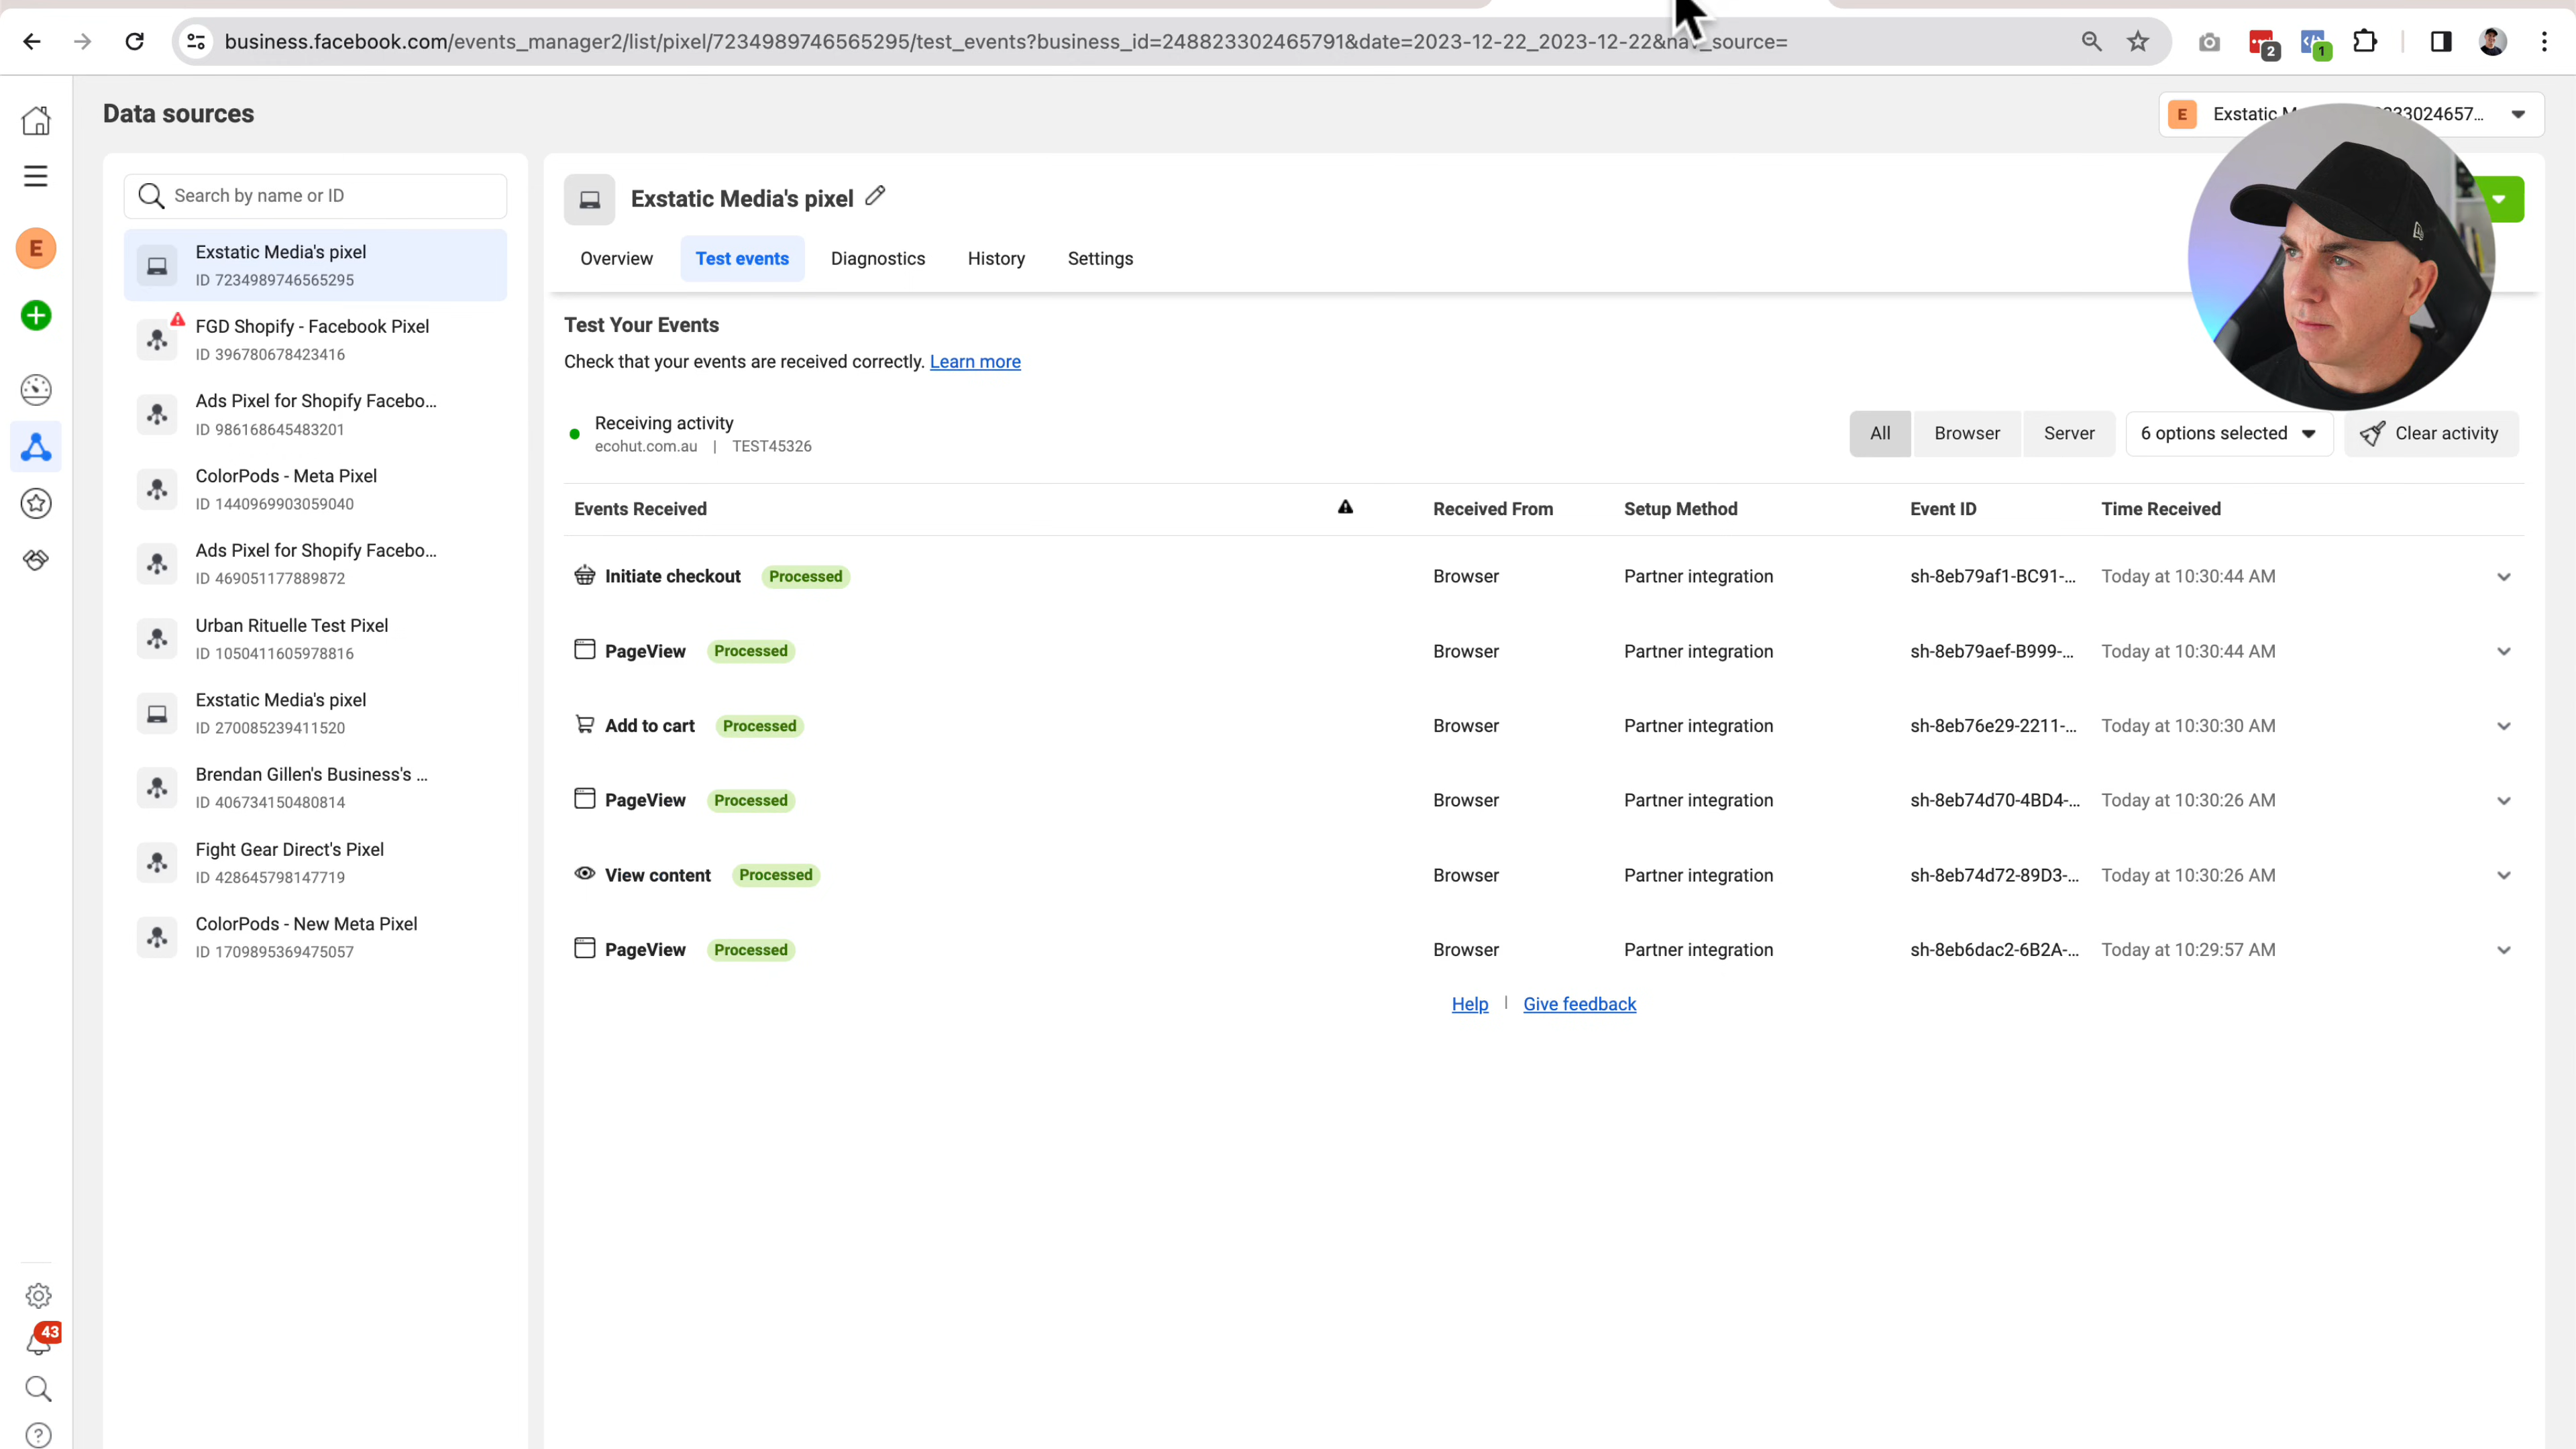 business.facebook.com/events_manager2/list/pixel/7234989746565295/test_events?business_id=248823302465791&date=2023-12-22_2023-12-22&nav_source=
2
1
Data sources
E Exstatic
3302465​7...
Search by name or ID
E
Exstatic Media's pixel
ID 7234989746565295
FGD Shopify - Facebook Pixel
ID 396780678423416
Ads Pixel for Shopify Facebo...
ID 986168645483201
ColorPods - Meta Pixel
ID 1440969903059040
Ads Pixel for Shopify Facebo...
ID 469051177889872
Urban Rituelle Test Pixel
ID 1050411605978816
Exstatic Media's pixel
ID 270085239411520
Brendan Gillen's Business's ...
ID 406734150480814
Fight Gear Direct's Pixel
ID 428645798147719
ColorPods - New Meta Pixel
ID 1709895369475057
43
Exstatic Media's pixel
Overview Test events Diagnostics History Settings
Test Your Events
Check that your events are received correctly. Learn more
Receiving activity
ecohut.com.au | TEST45326
All Browser Server 6 options selected Clear activity
Events Received Received From Setup Method Event ID Time Received
Initiate checkout Processed Browser Partner integration sh-8eb79af1-BC91-... Today at 10:30:44 AM
PageView Processed Browser Partner integration sh-8eb79aef-B999-... Today at 10:30:44 AM
Add to cart Processed Browser Partner integration sh-8eb76e29-2211-... Today at 10:30:30 AM
PageView Processed Browser Partner integration sh-8eb74d70-4BD4-... Today at 10:30:26 AM
View content Processed Browser Partner integration sh-8eb74d72-89D3-... Today at 10:30:26 AM
PageView Processed Browser Partner integration sh-8eb6dac2-6B2A-... Today at 10:29:57 AM
Help | Give feedback